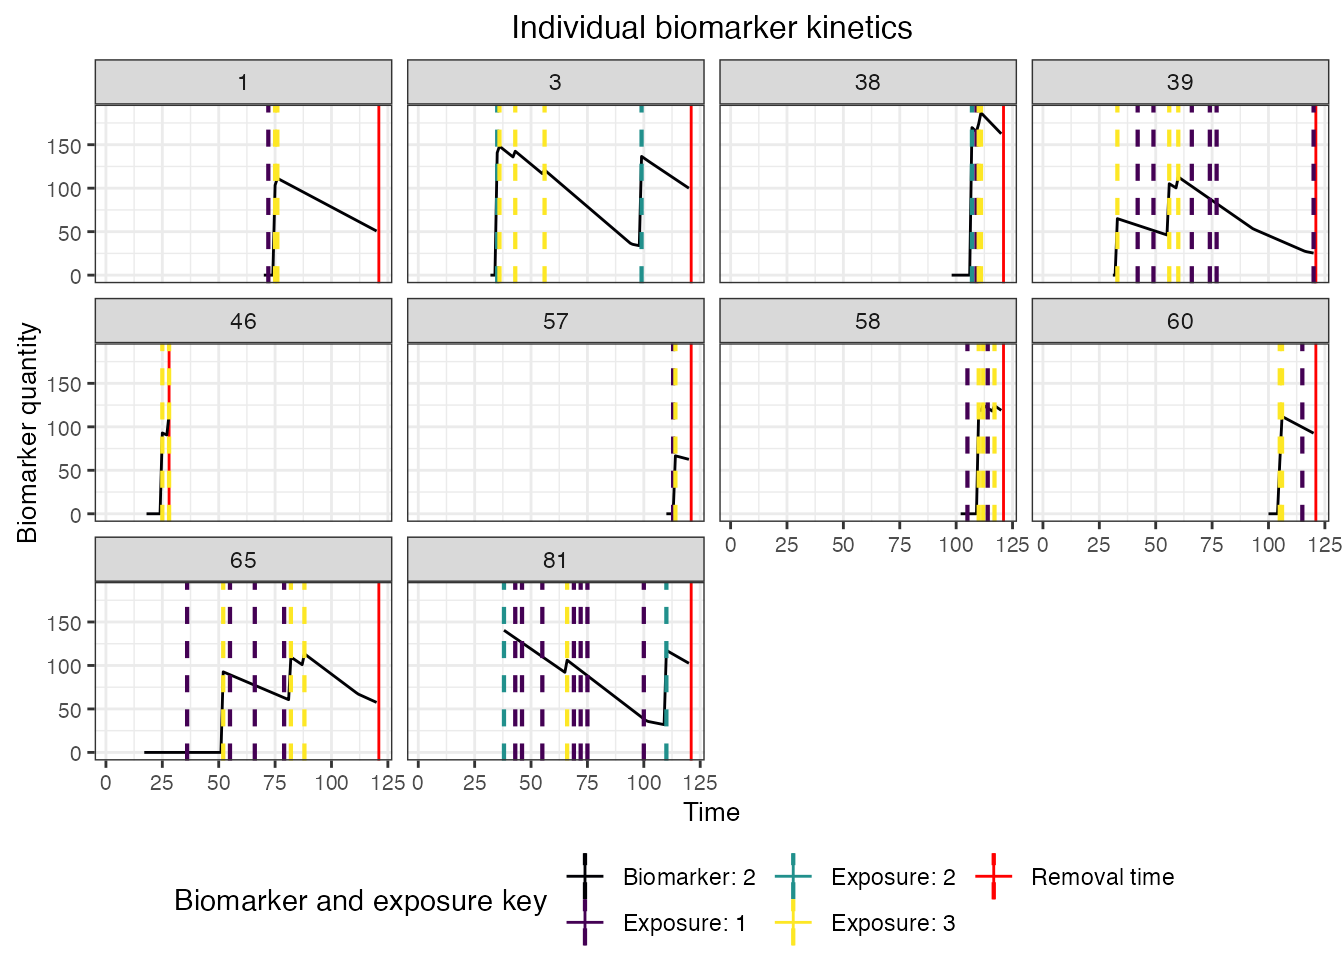 Individual biomarker kinetics
1 3 38 39
150
100
50
0
46 57 58 60
150
100
50
0
0 25 50 75 100 125 0 25 50 75 100 125
65 81
150
100
50
0
0 25 50 75 100 125 0 25 50 75 100 125
Biomarker quantity
Time
Biomarker and exposure key
Biomarker: 2 Exposure: 2 Removal time
Exposure: 1 Exposure: 3